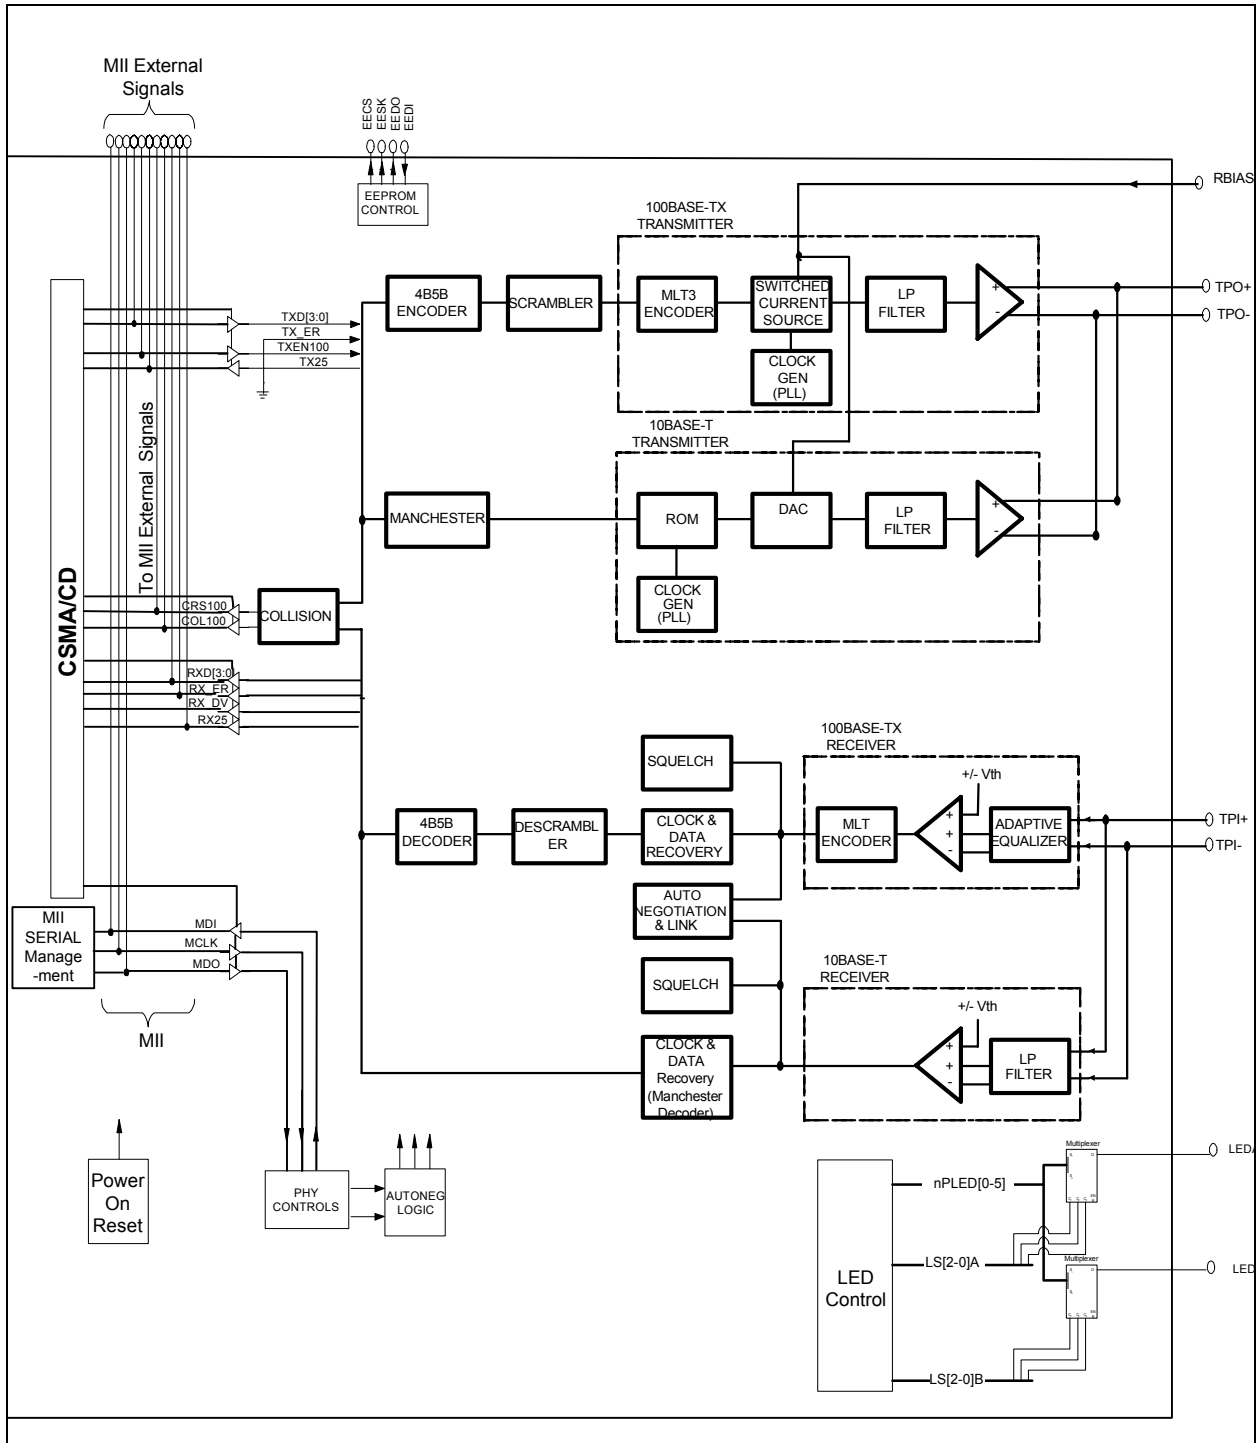 MII External
Signals
EECS
EESK
EEDO
EEDI
EEPROM
CONTROL
RBIAS
100BASE-TX
TRANSMITTER
4B5B
ENCODER
SCRAMBLER
MLT3
ENCODER
SWITCHED
CURRENT
SOURCE
LP
FILTER
+
-
TPO+
TPO-
CLOCK
GEN
(PLL)
TXD[3:0]
TX_ER
TXEN100
TX25
To MII External Signals
10BASE-T
TRANSMITTER
MANCHESTER
ROM
DAC
LP
FILTER
+
-
CLOCK
GEN
(PLL)
CSMA/CD
CRS100
COL100
COLLISION
RXD[3:0]
RX_ER
RX_DV
RX25
100BASE-TX
RECEIVER
SQUELCH
+/- Vth
4B5B
DECODER
DESCRAMBL
ER
CLOCK &
DATA
RECOVERY
MLT
ENCODER
+
+
-
ADAPTIVE
EQUALIZER
TPI+
TPI-
AUTO
NEGOTIATION
& LINK
MII
SERIAL
Manage
-ment
MDI
MCLK
MDO
MII
10BASE-T
RECEIVER
SQUELCH
+/- Vth
CLOCK &
DATA
Recovery
(Manchester
Decoder)
+
+
-
LP
FILTER
Power
On
Reset
PHY
CONTROLS
AUTONEG
LOGIC
LED
Control
nPLED[0-5]
LS[2-0]A
LS[2-0]B
Multiplexer
Multiplexer
LEDA
LED